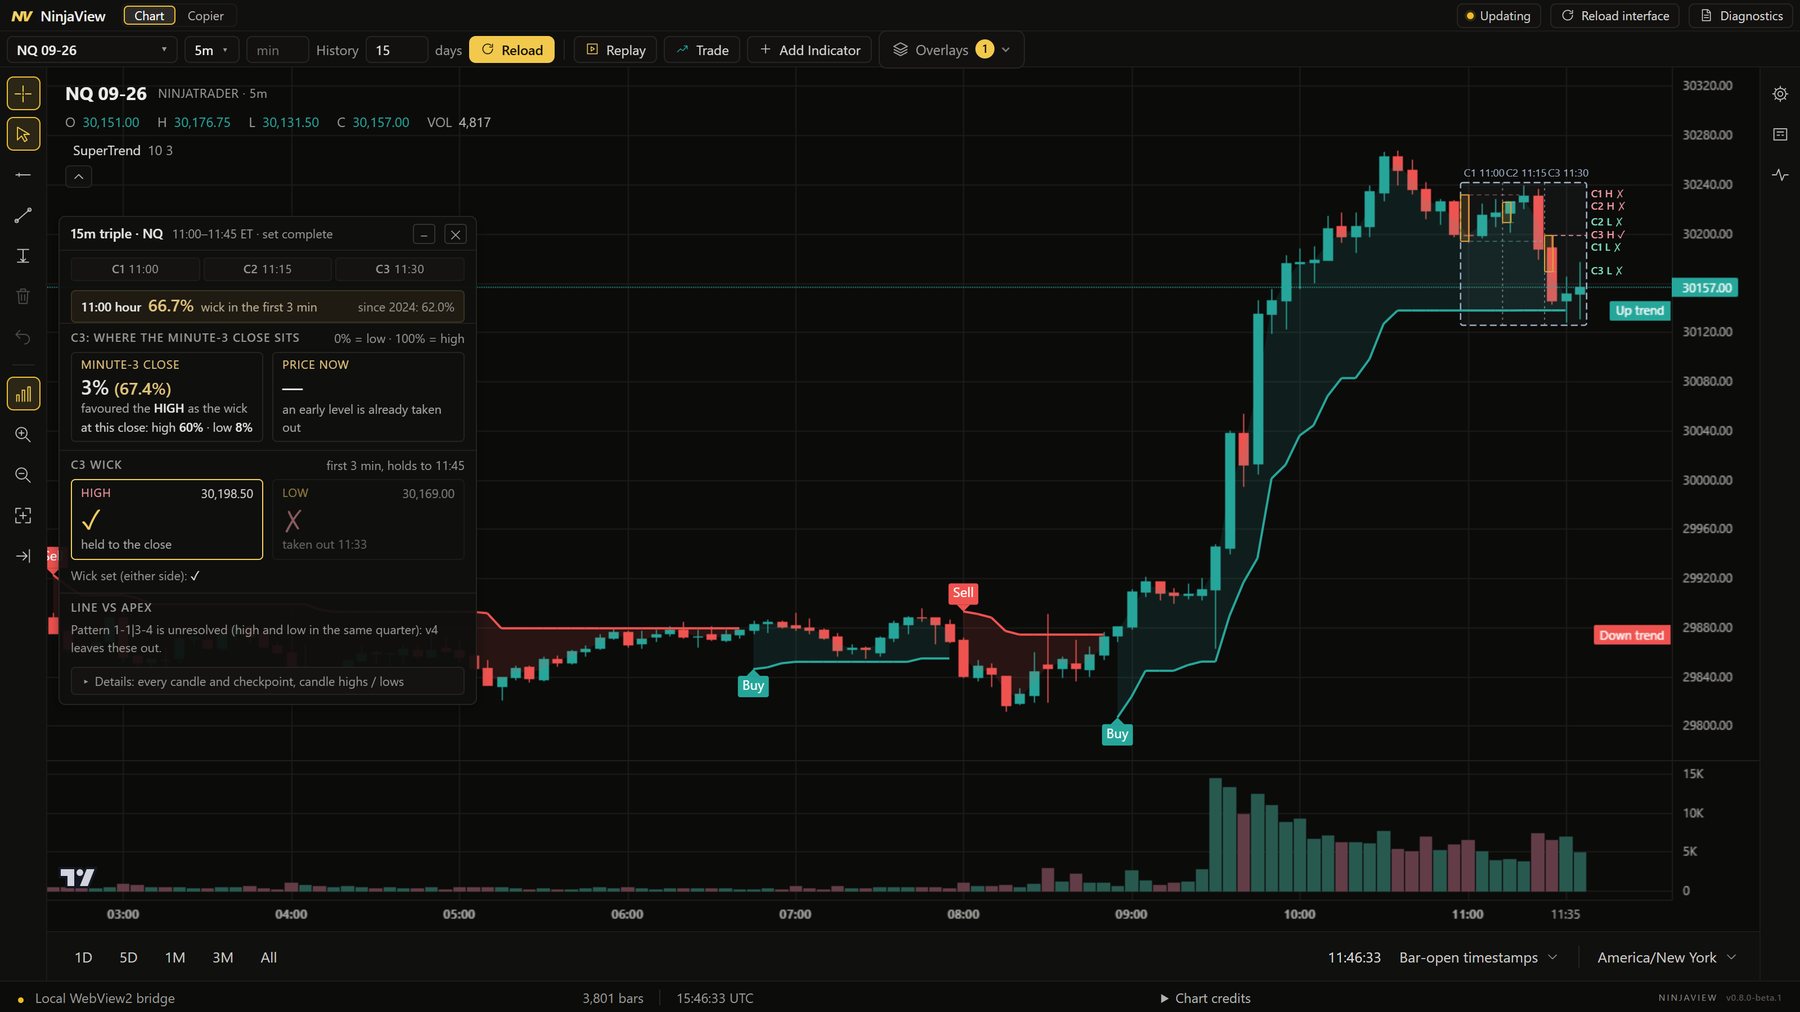 NV NinjaView Chart Copier Updating Reload interface Diagnostics
NQ 09-26 5m min History 15 days Reload Replay Trade Add Indicator Overlays 1
NQ 09-26 NINJATRADER · 5m
O 30,151.00 H 30,176.75 L 30,131.50 C 30,157.00 VOL 4,817
SuperTrend 10 3
15m triple · NQ 11:00–11:45 ET · set complete
C1 11:00 C2 11:15 C3 11:30
11:00 hour 66.7% wick in the first 3 min since 2024: 62.0%
C3: WHERE THE MINUTE-3 CLOSE SITS 0% = low · 100% = high
MINUTE-3 CLOSE
3% (67.4%)
favoured the HIGH as the wick
at this close: high 60% · low 8%
PRICE NOW
—
an early level is already taken
out
C3 WICK first 3 min, holds to 11:45
HIGH 30,198.50
✓
held to the close
LOW 30,169.00
✗
taken out 11:33
Wick set (either side): ✓
LINE VS APEX
Pattern 1-1|3-4 is unresolved (high and low in the same quarter): v4
leaves these out.
Details: every candle and checkpoint, candle highs / lows
Sell
Buy
Sell
Buy
C1 11:00 C2 11:15 C3 11:30
C1 H ✗
C2 H ✗
C2 L ✗
C3 H ✓
C1 L ✗
C3 L ✗
Up trend
Down trend
30320.00
30280.00
30240.00
30200.00
30157.00
30120.00
30080.00
30040.00
30000.00
29960.00
29920.00
29880.00
29840.00
29800.00
15K
10K
5K
0
03:00 04:00 05:00 06:00 07:00 08:00 09:00 10:00 11:00 11:35
1D 5D 1M 3M All 11:46:33 Bar-open timestamps America/New York
Local WebView2 bridge 3,801 bars 15:46:33 UTC Chart credits NINJAVIEW v0.8.0-beta.1